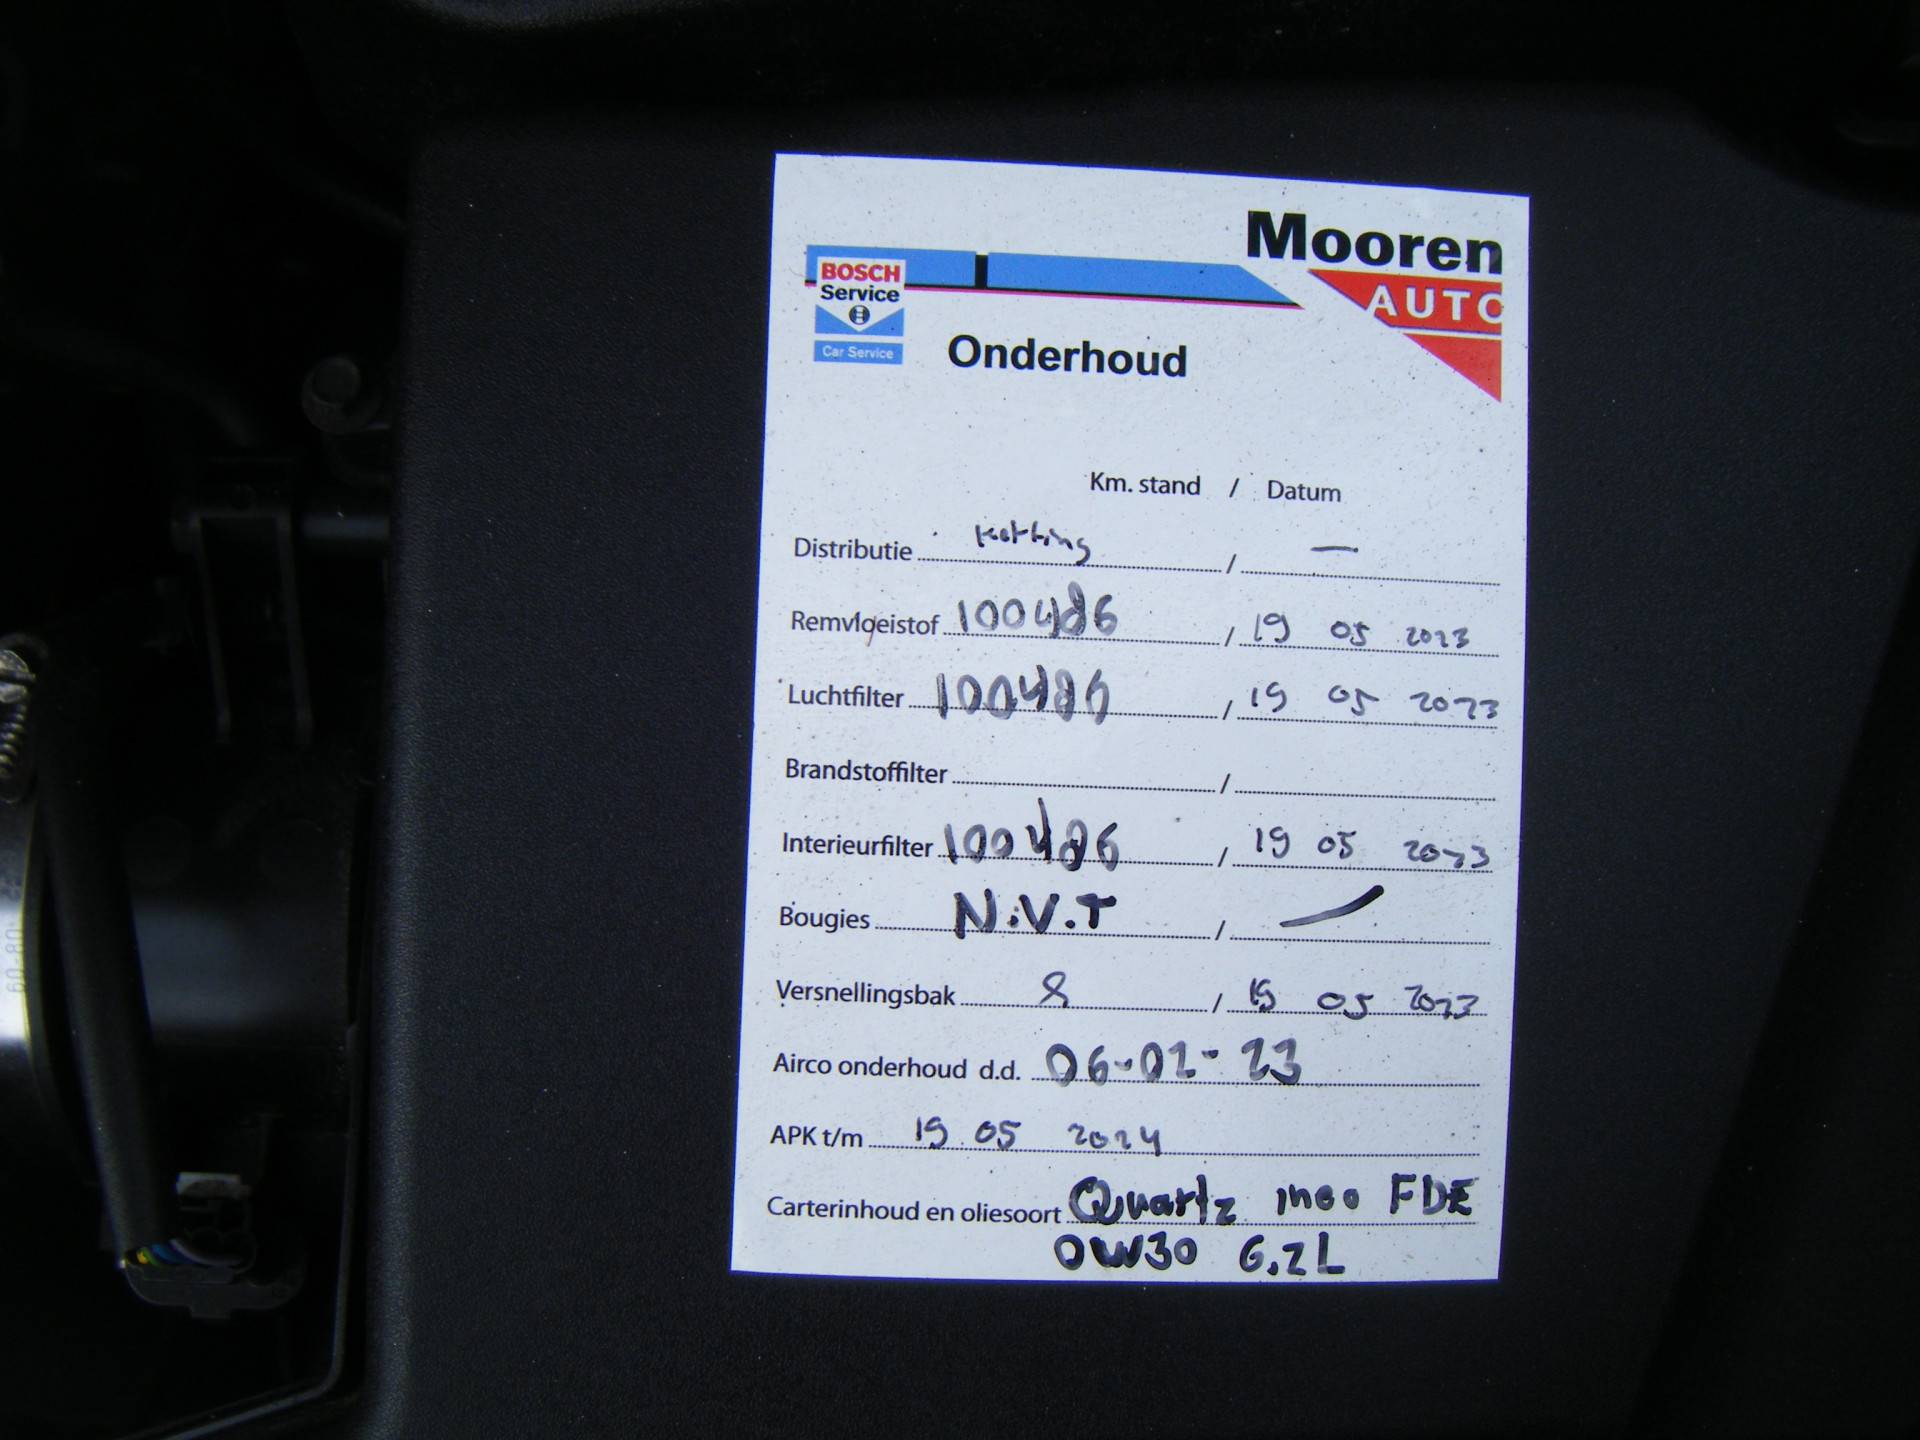 Mooren
AUTO
BOSCH
Service
Car Service
Onderhoud
Km. stand / Datum
Distributie ketting / —
Remvloeistof 100486 / 19 05 2023
Luchtfilter 100486 / 19 05 2023
Brandstoffilter /
Interieurfilter 100486 / 19 05 2023
Bougies N.V.T /
Versnellingsbak / 19 05 2023
Airco onderhoud d.d. 06-02-23
APK t/m 19 05 2024
Carterinhoud en oliesoort Quartz ineo FDE
0W30 6.2L